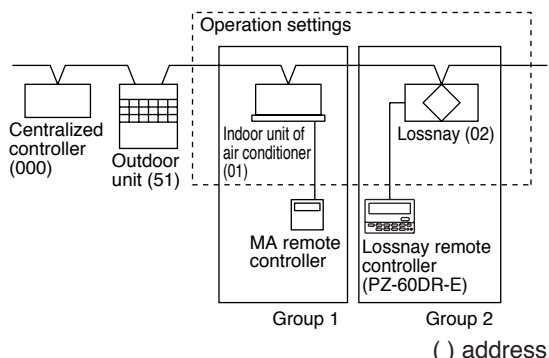 Operation settings
Centralized
controller
(000)
Outdoor
unit (51)
Indoor unit of
air conditioner
(01)
Lossnay (02)
MA remote
controller
Lossnay remote
controller
(PZ-60DR-E)
Group 1
Group 2
( ) address